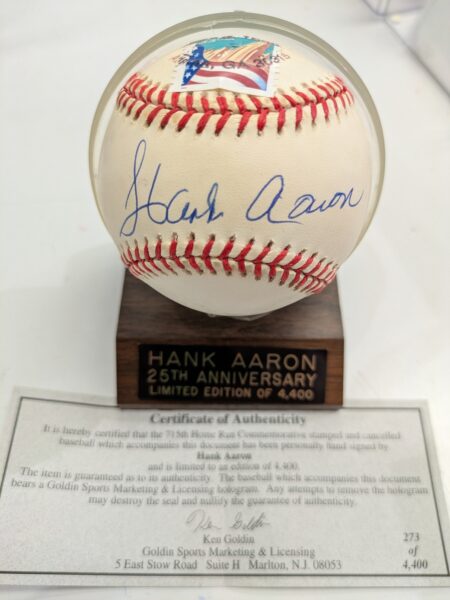 GA 303
Hank Aaron
HANK AARON
25TH ANNIVERSARY
LIMITED EDITION OF 4,400
Certificate of Authenticity
It is hereby certified that the 715th Home Run Commemorative stamped and cancelled
baseball which accompanies this document has been personally hand signed by
Hank Aaron
and is limited to an edition of 4,400.
The item is guaranteed as to its authenticity. The baseball which accompanies this document
bears a Goldin Sports Marketing & Licensing hologram. Any attempts to remove the hologram
may destroy the seal and nullify the guarantee of authenticity.
Ken Goldin
Ken Goldin
273
Goldin Sports Marketing & Licensing
of
5 East Stow Road Suite H Marlton, N.J. 08053
4,400